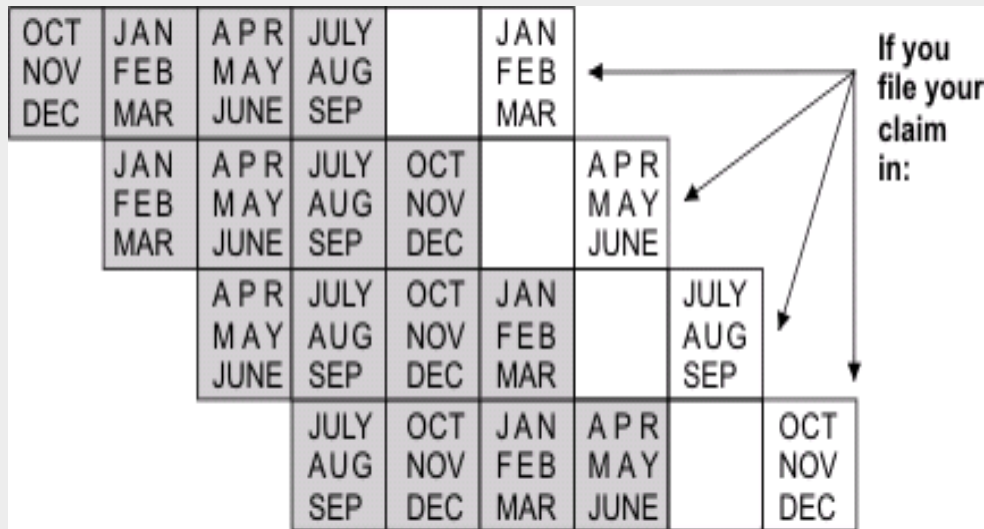 OCT JAN APR JULY JAN
NOV FEB MAY AUG FEB
DEC MAR JUNE SEP MAR
If you
file your
claim
in:
JAN APR JULY OCT APR
FEB MAY AUG NOV MAY
MAR JUNE SEP DEC JUNE
APR JULY OCT JAN JULY
MAY AUG NOV FEB AUG
JUNE SEP DEC MAR SEP
JULY OCT JAN APR OCT
AUG NOV FEB MAY NOV
SEP DEC MAR JUNE DEC